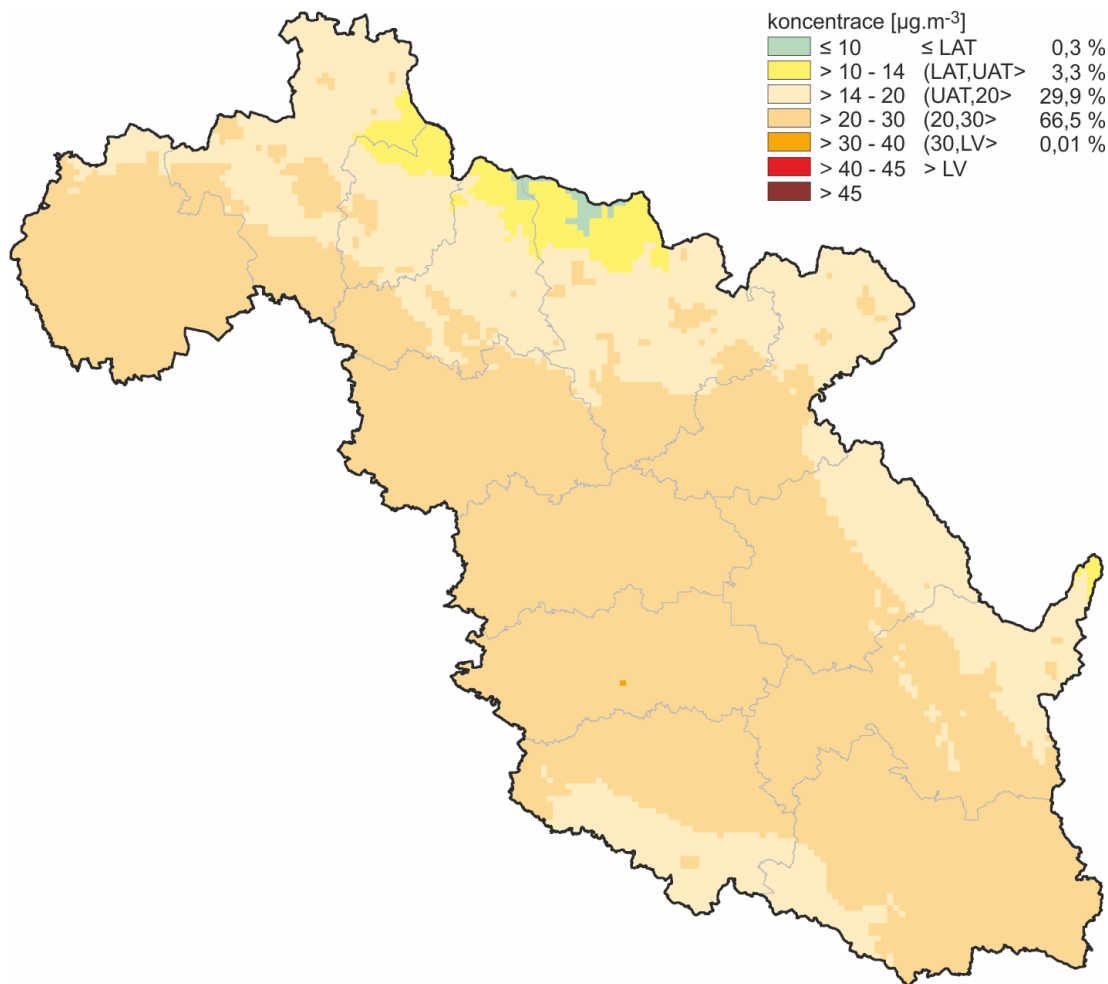 koncentrace [µg.m-3]
≤ 10 ≤ LAT 0,3 %
> 10 - 14 (LAT,UAT> 3,3 %
> 14 - 20 (UAT,20> 29,9 %
> 20 - 30 (20,30> 66,5 %
> 30 - 40 (30,LV> 0,01 %
> 40 - 45 > LV
> 45